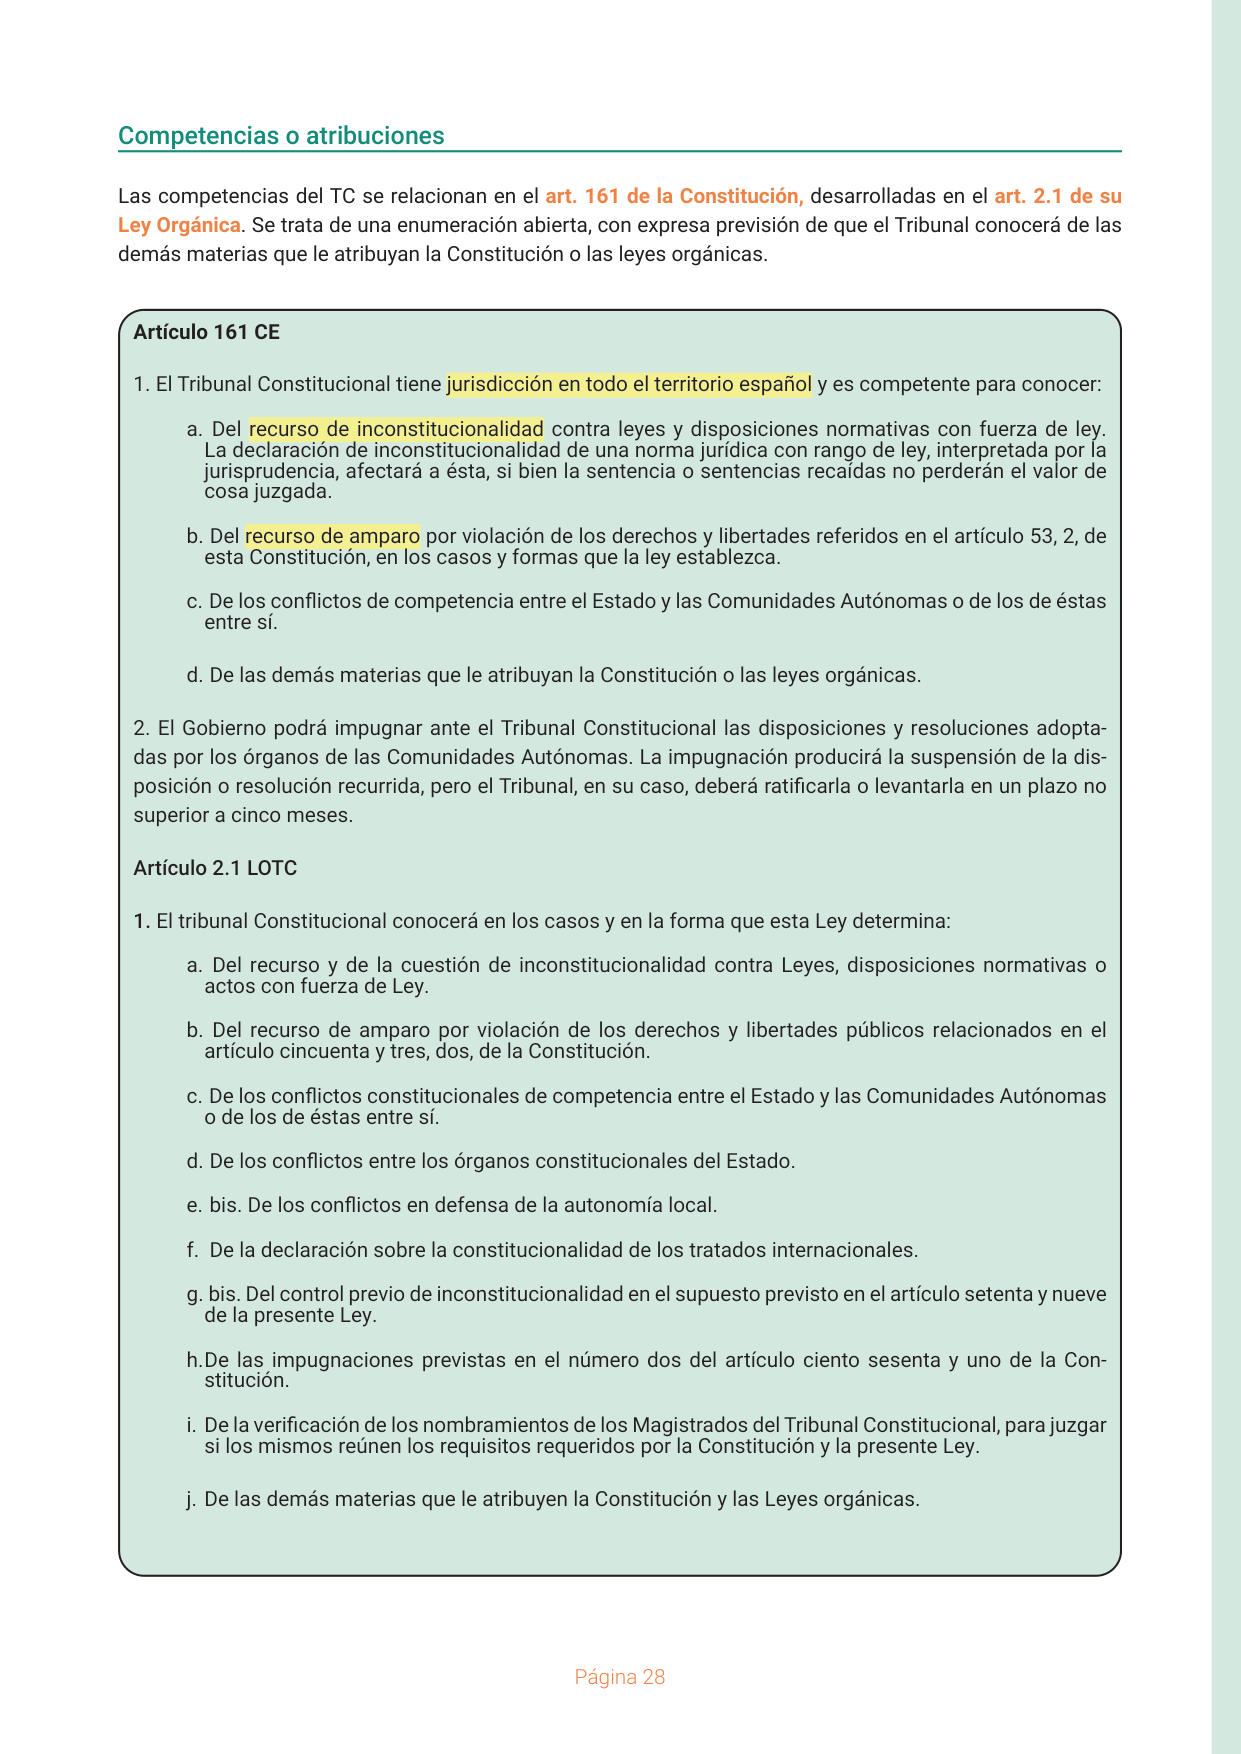 Competencias o atribuciones
Las competencias del TC se relacionan en el art. 161 de la Constitución, desarrolladas en el art. 2.1 de su
Ley Orgánica. Se trata de una enumeración abierta, con expresa previsión de que el Tribunal conocerá de las
demás materias que le atribuyan la Constitución o las leyes orgánicas.
Artículo 161 CE
1. El Tribunal Constitucional tiene jurisdicción en todo el territorio español y es competente para conocer:
a. Del recurso de inconstitucionalidad contra leyes y disposiciones normativas con fuerza de ley.
La declaración de inconstitucionalidad de una norma jurídica con rango de ley, interpretada por la
jurisprudencia, afectará a ésta, si bien la sentencia o sentencias recaídas no perderán el valor de
cosa juzgada.
b. Del recurso de amparo por violación de los derechos y libertades referidos en el artículo 53, 2, de
esta Constitución, en los casos y formas que la ley establezca.
c. De los conflictos de competencia entre el Estado y las Comunidades Autónomas o de los de éstas
entre sí.
d. De las demás materias que le atribuyan la Constitución o las leyes orgánicas.
2. El Gobierno podrá impugnar ante el Tribunal Constitucional las disposiciones y resoluciones adopta-
das por los órganos de las Comunidades Autónomas. La impugnación producirá la suspensión de la dis-
posición o resolución recurrida, pero el Tribunal, en su caso, deberá ratificarla o levantarla en un plazo no
superior a cinco meses.
Artículo 2.1 LOTC
1. El tribunal Constitucional conocerá en los casos y en la forma que esta Ley determina:
a. Del recurso y de la cuestión de inconstitucionalidad contra Leyes, disposiciones normativas o
actos con fuerza de Ley.
b. Del recurso de amparo por violación de los derechos y libertades públicos relacionados en el
artículo cincuenta y tres, dos, de la Constitución.
c. De los conflictos constitucionales de competencia entre el Estado y las Comunidades Autónomas
o de los de éstas entre sí.
d. De los conflictos entre los órganos constitucionales del Estado.
e. bis. De los conflictos en defensa de la autonomía local.
f. De la declaración sobre la constitucionalidad de los tratados internacionales.
g. bis. Del control previo de inconstitucionalidad en el supuesto previsto en el artículo setenta y nueve
de la presente Ley.
h.De las impugnaciones previstas en el número dos del artículo ciento sesenta y uno de la Con-
stitución.
i. De la verificación de los nombramientos de los Magistrados del Tribunal Constitucional, para juzgar
si los mismos reúnen los requisitos requeridos por la Constitución y la presente Ley.
j. De las demás materias que le atribuyen la Constitución y las Leyes orgánicas.
Página 28